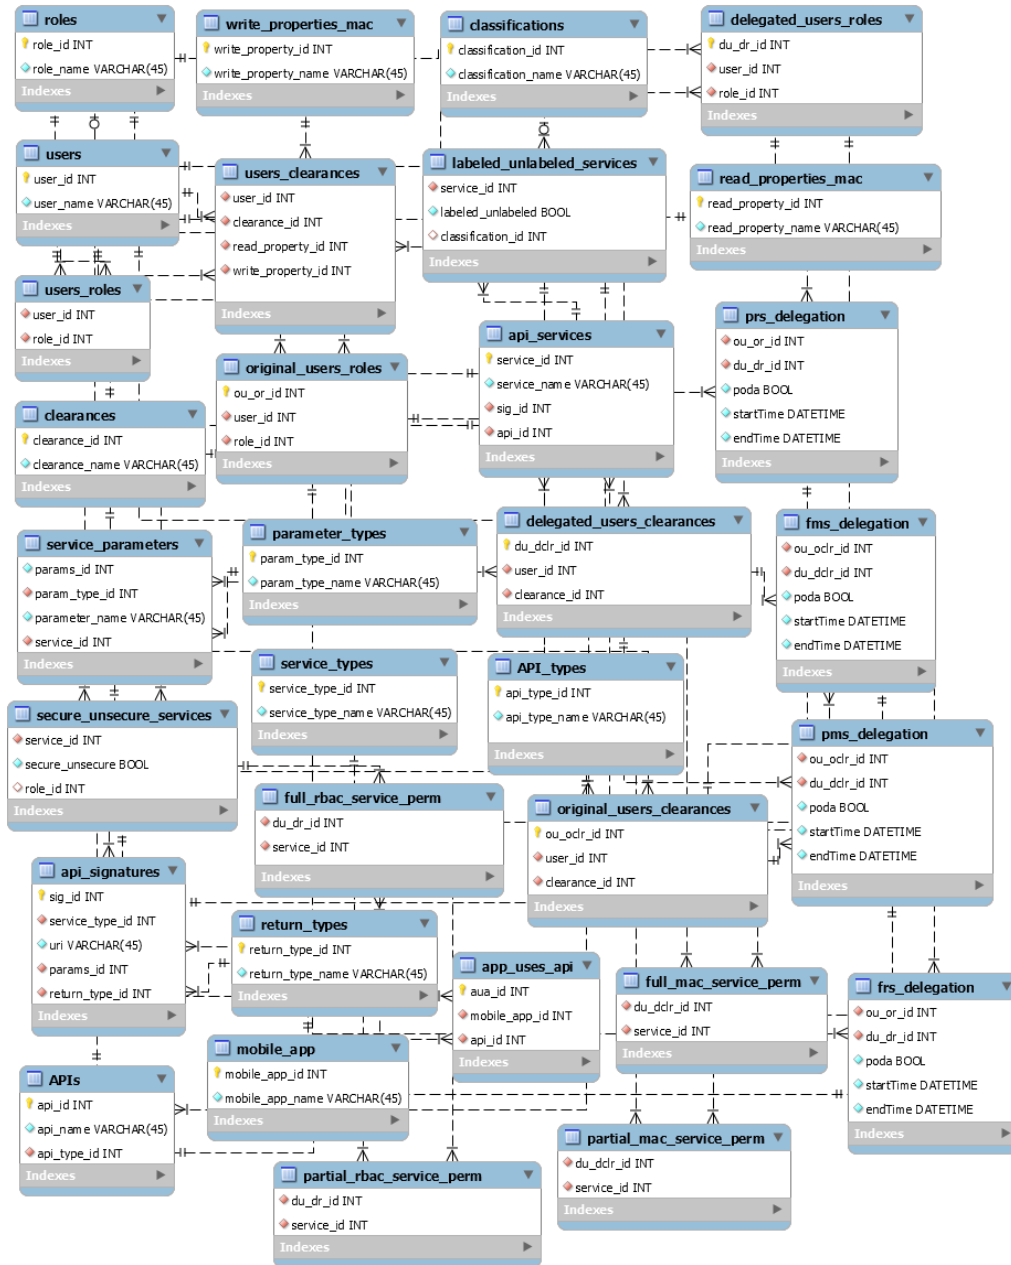 roles
role_id INT
role_name VARCHAR(45)
Indexes
write_properties_mac
write_property_id INT
write_property_name VARCHAR(45)
Indexes
classifications
classification_id INT
classification_name VARCHAR(45)
Indexes
delegated_users_roles
du_dr_id INT
user_id INT
role_id INT
Indexes
users
user_id INT
user_name VARCHAR(45)
Indexes
users_clearances
user_id INT
clearance_id INT
read_property_id INT
write_property_id INT
Indexes
labeled_unlabeled_services
service_id INT
labeled_unlabeled BOOL
classification_id INT
Indexes
read_properties_mac
read_property_id INT
read_property_name VARCHAR(45)
Indexes
users_roles
user_id INT
role_id INT
Indexes
original_users_roles
ou_or_id INT
user_id INT
role_id INT
Indexes
api_services
service_id INT
service_name VARCHAR(45)
sig_id INT
api_id INT
Indexes
prs_delegation
ou_or_id INT
du_dr_id INT
poda BOOL
startTime DATETIME
endTime DATETIME
Indexes
clearances
clearance_id INT
clearance_name VARCHAR(45)
Indexes
service_parameters
params_id INT
param_type_id INT
parameter_name VARCHAR(45)
service_id INT
Indexes
parameter_types
param_type_id INT
param_type_name VARCHAR(45)
Indexes
delegated_users_clearances
du_dclr_id INT
user_id INT
clearance_id INT
Indexes
fms_delegation
ou_oclr_id INT
du_dclr_id INT
poda BOOL
startTime DATETIME
endTime DATETIME
Indexes
service_types
service_type_id INT
service_type_name VARCHAR(45)
Indexes
API_types
api_type_id INT
api_type_name VARCHAR(45)
Indexes
secure_unsecure_services
service_id INT
secure_unsecure BOOL
role_id INT
Indexes
full_rbac_service_perm
du_dr_id INT
service_id INT
Indexes
original_users_clearances
ou_oclr_id INT
user_id INT
clearance_id INT
Indexes
pms_delegation
ou_oclr_id INT
du_dclr_id INT
poda BOOL
startTime DATETIME
endTime DATETIME
Indexes
api_signatures
sig_id INT
service_type_id INT
uri VARCHAR(45)
params_id INT
return_type_id INT
Indexes
return_types
return_type_id INT
return_type_name VARCHAR(45)
Indexes
app_uses_api
aua_id INT
mobile_app_id INT
api_id INT
Indexes
full_mac_service_perm
du_dclr_id INT
service_id INT
Indexes
frs_delegation
ou_or_id INT
du_dr_id INT
poda BOOL
startTime DATETIME
endTime DATETIME
Indexes
APIs
api_id INT
api_name VARCHAR(45)
api_type_id INT
Indexes
mobile_app
mobile_app_id INT
mobile_app_name VARCHAR(45)
Indexes
partial_rbac_service_perm
du_dr_id INT
service_id INT
Indexes
partial_mac_service_perm
du_dclr_id INT
service_id INT
Indexes